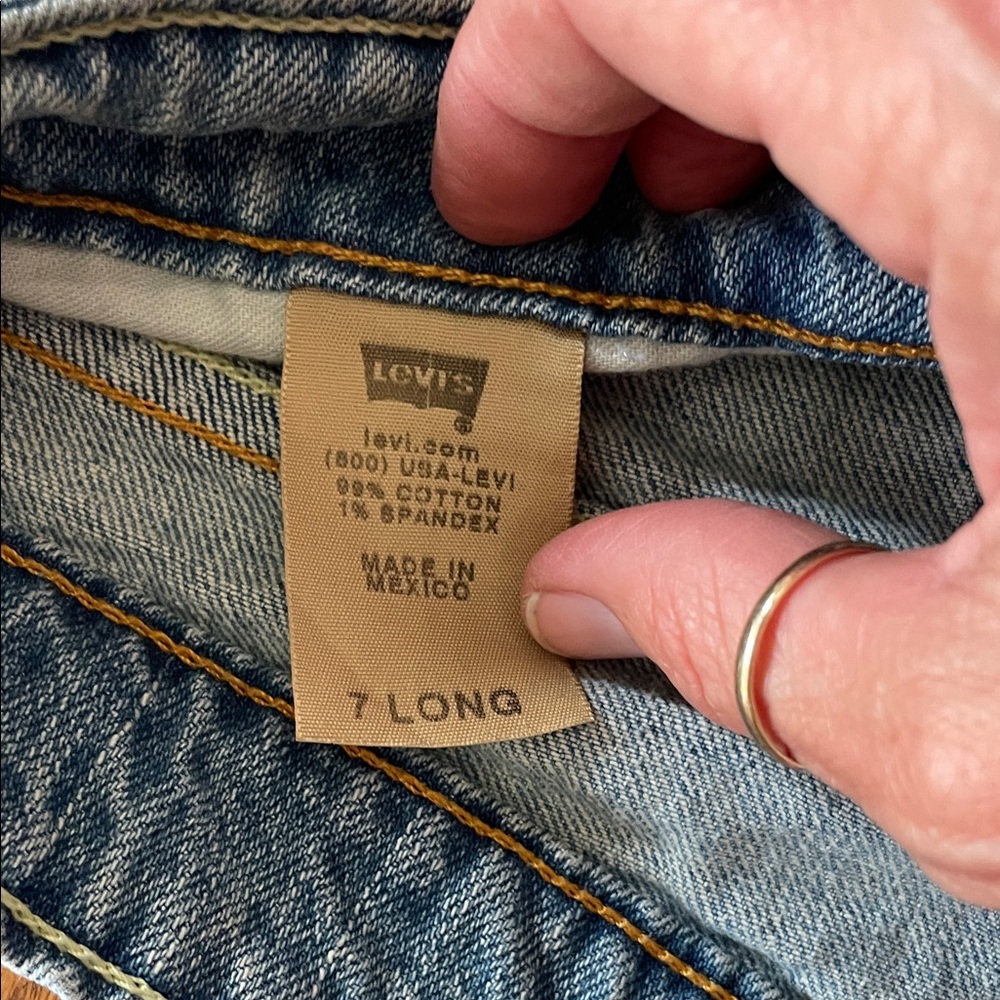 Levi's
®
levi.com
(800) USA-LEVI
99% COTTON
1% SPANDEX
MADE IN
MEXICO
7 LONG